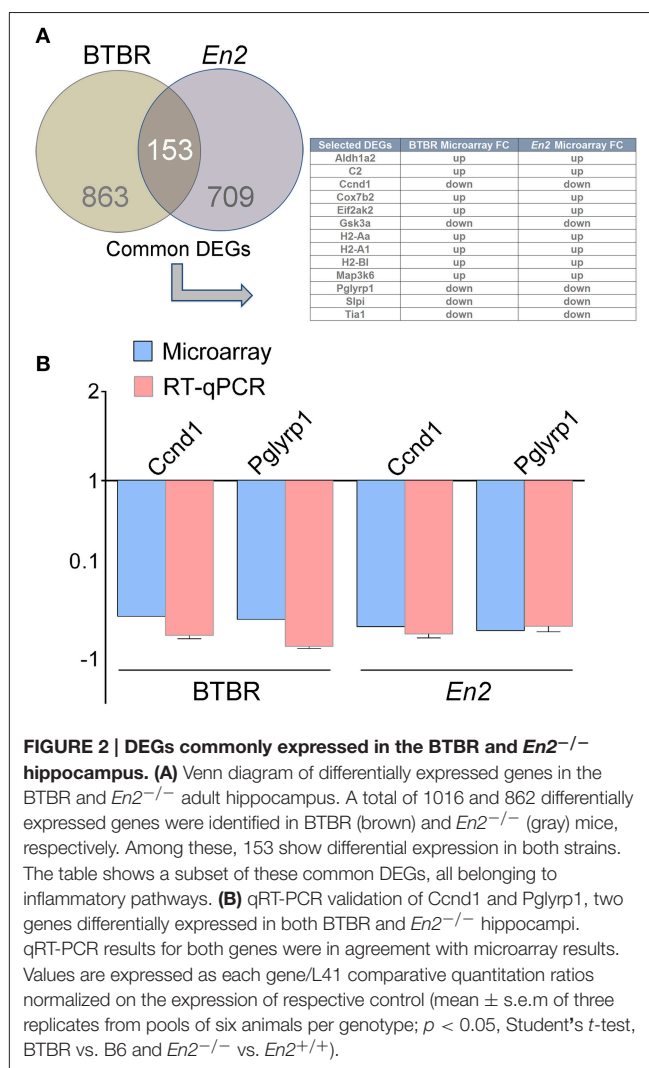 A
BTBR
En2
153
863
709
Common DEGs
Selected DEGs BTBR Microarray FC En2 Microarray FC
Aldh1a2 up up
C2 up up
Ccnd1 down down
Cox7b2 up up
Eif2ak2 up up
Gsk3a down down
H2-Aa up up
H2-A1 up up
H2-Bl up up
Map3k6 up up
Pglyrp1 down down
Slpi down down
Tia1 down down
B
Microarray
RT-qPCR
2
1
0.1
-1
Ccnd1
Pglyrp1
Ccnd1
Pglyrp1
BTBR
En2
FIGURE 2 | DEGs commonly expressed in the BTBR and En2−/−
hippocampus. (A) Venn diagram of differentially expressed genes in the
BTBR and En2−/− adult hippocampus. A total of 1016 and 862 differentially
expressed genes were identified in BTBR (brown) and En2−/− (gray) mice,
respectively. Among these, 153 show differential expression in both strains.
The table shows a subset of these common DEGs, all belonging to
inflammatory pathways. (B) qRT-PCR validation of Ccnd1 and Pglyrp1, two
genes differentially expressed in both BTBR and En2−/− hippocampi.
qRT-PCR results for both genes were in agreement with microarray results.
Values are expressed as each gene/L41 comparative quantitation ratios
normalized on the expression of respective control (mean ± s.e.m of three
replicates from pools of six animals per genotype; p < 0.05, Student's t-test,
BTBR vs. B6 and En2−/− vs. En2+/+).